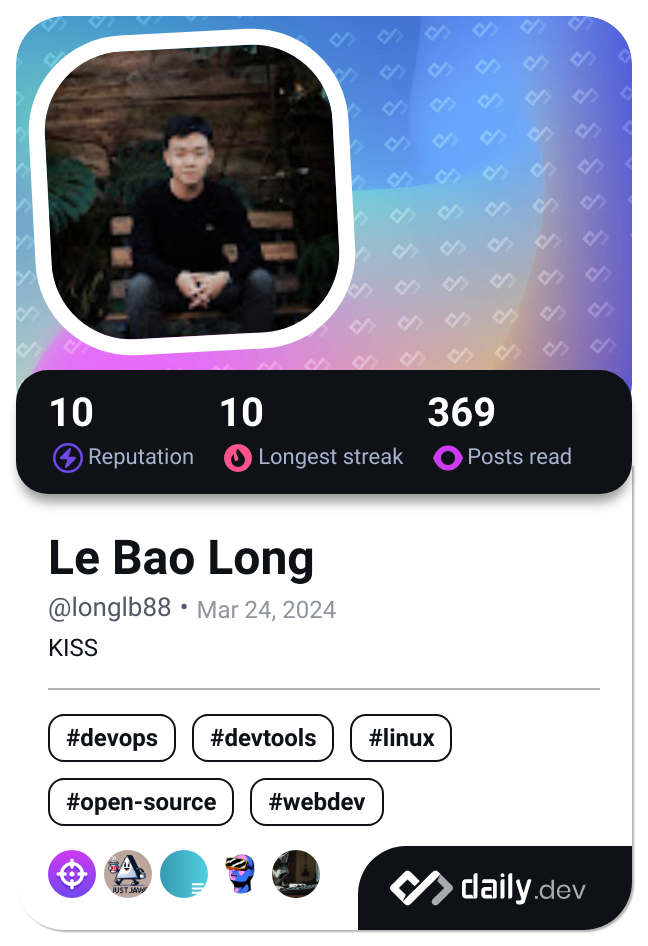 10 10 369
Reputation Longest streak Posts read
Le Bao Long
@longlb88 • Mar 24, 2024
KISS
#devops #devtools #linux
#open-source #webdev
JUST JAVA
daily.dev